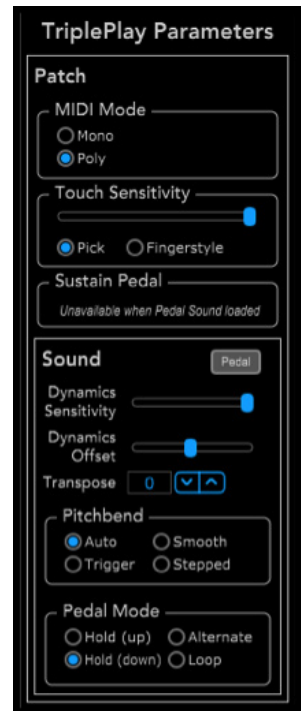 TriplePlay Parameters
Patch
MIDI Mode
Mono
Poly
Touch Sensitivity
Pick Fingerstyle
Sustain Pedal
Unavailable when Pedal Sound loaded
Sound Pedal
Dynamics
Sensitivity
Dynamics
Offset
Transpose 0
Pitchbend
Auto Smooth
Trigger Stepped
Pedal Mode
Hold (up) Alternate
Hold (down) Loop